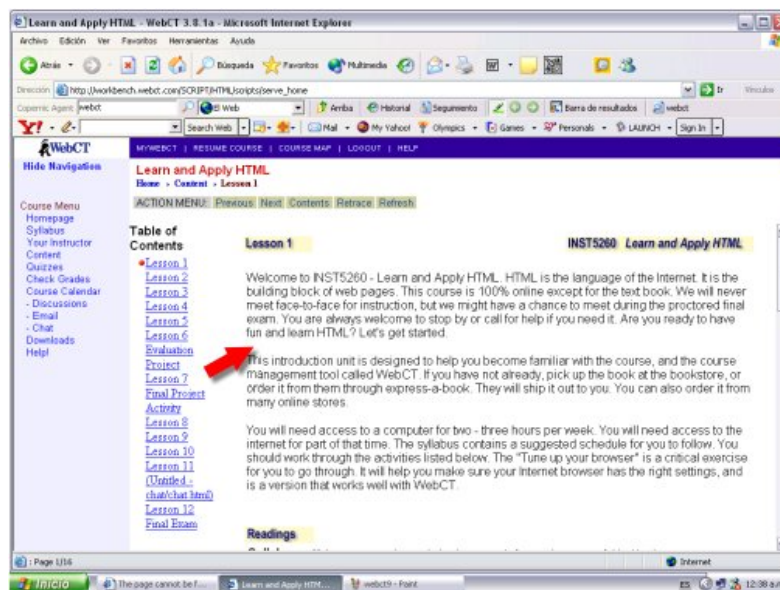 Learn and Apply HTML - WebCT 3.8.1a - Microsoft Internet Explorer
Archivo Edición Ver Favoritos Herramientas Ayuda
Atrás Búsqueda Favoritos Multimedia
Dirección http://workbench.webct.com/SCRIPT/HTML/scripts/serve_home Ir Vínculos
Copernic Agent webct El Web Arriba Historial Seguimiento Barra de resultados webct
Y! Search Web Mail My Yahoo! Olympics Games Personals LAUNCH Sign In
WebCT MYWEBCT | RESUME COURSE | COURSE MAP | LOGOUT | HELP
Hide Navigation
Learn and Apply HTML
Home › Content › Lesson 1
ACTION MENU: Previous Next Contents Retrace Refresh
Course Menu
Homepage
Syllabus
Your Instructor
Content
Quizzes
Check Grades
Course Calendar
- Discussions
- Email
- Chat
Downloads
Help!
Table of
Contents
Lesson 1
Lesson 2
Lesson 3
Lesson 4
Lesson 5
Lesson 6
Evaluation
Project
Lesson 7
Final Project
Activity
Lesson 8
Lesson 9
Lesson 10
Lesson 11
(Untitled -
chat/chat.html)
Lesson 12
Final Exam
Lesson 1 INST5260 Learn and Apply HTML
Welcome to INST5260 - Learn and Apply HTML. HTML is the language of the Internet. It is the
building block of web pages. This course is 100% online except for the text book. We will never
meet face-to-face for instruction, but we might have a chance to meet during the proctored final
exam. You are always welcome to stop by or call for help if you need it. Are you ready to have
fun and learn HTML? Let's get started.
This introduction unit is designed to help you become familiar with the course, and the course
management tool called WebCT. If you have not already, pick up the book at the bookstore, or
order it from them through express-a-book. They will ship it out to you. You can also order it from
many online stores.
You will need access to a computer for two - three hours per week. You will need access to the
internet for part of that time. The syllabus contains a suggested schedule for you to follow. You
should work through the activities listed below. The "Tune up your browser" is a critical exercise
for you to go through. It will help you make sure your Internet browser has the right settings, and
is a version that works well with WebCT.
Readings
: Page 1/16 Internet
Inicio The page cannot be f... Learn and Apply HTM... webct9 - Paint ES 12:38 a.m.